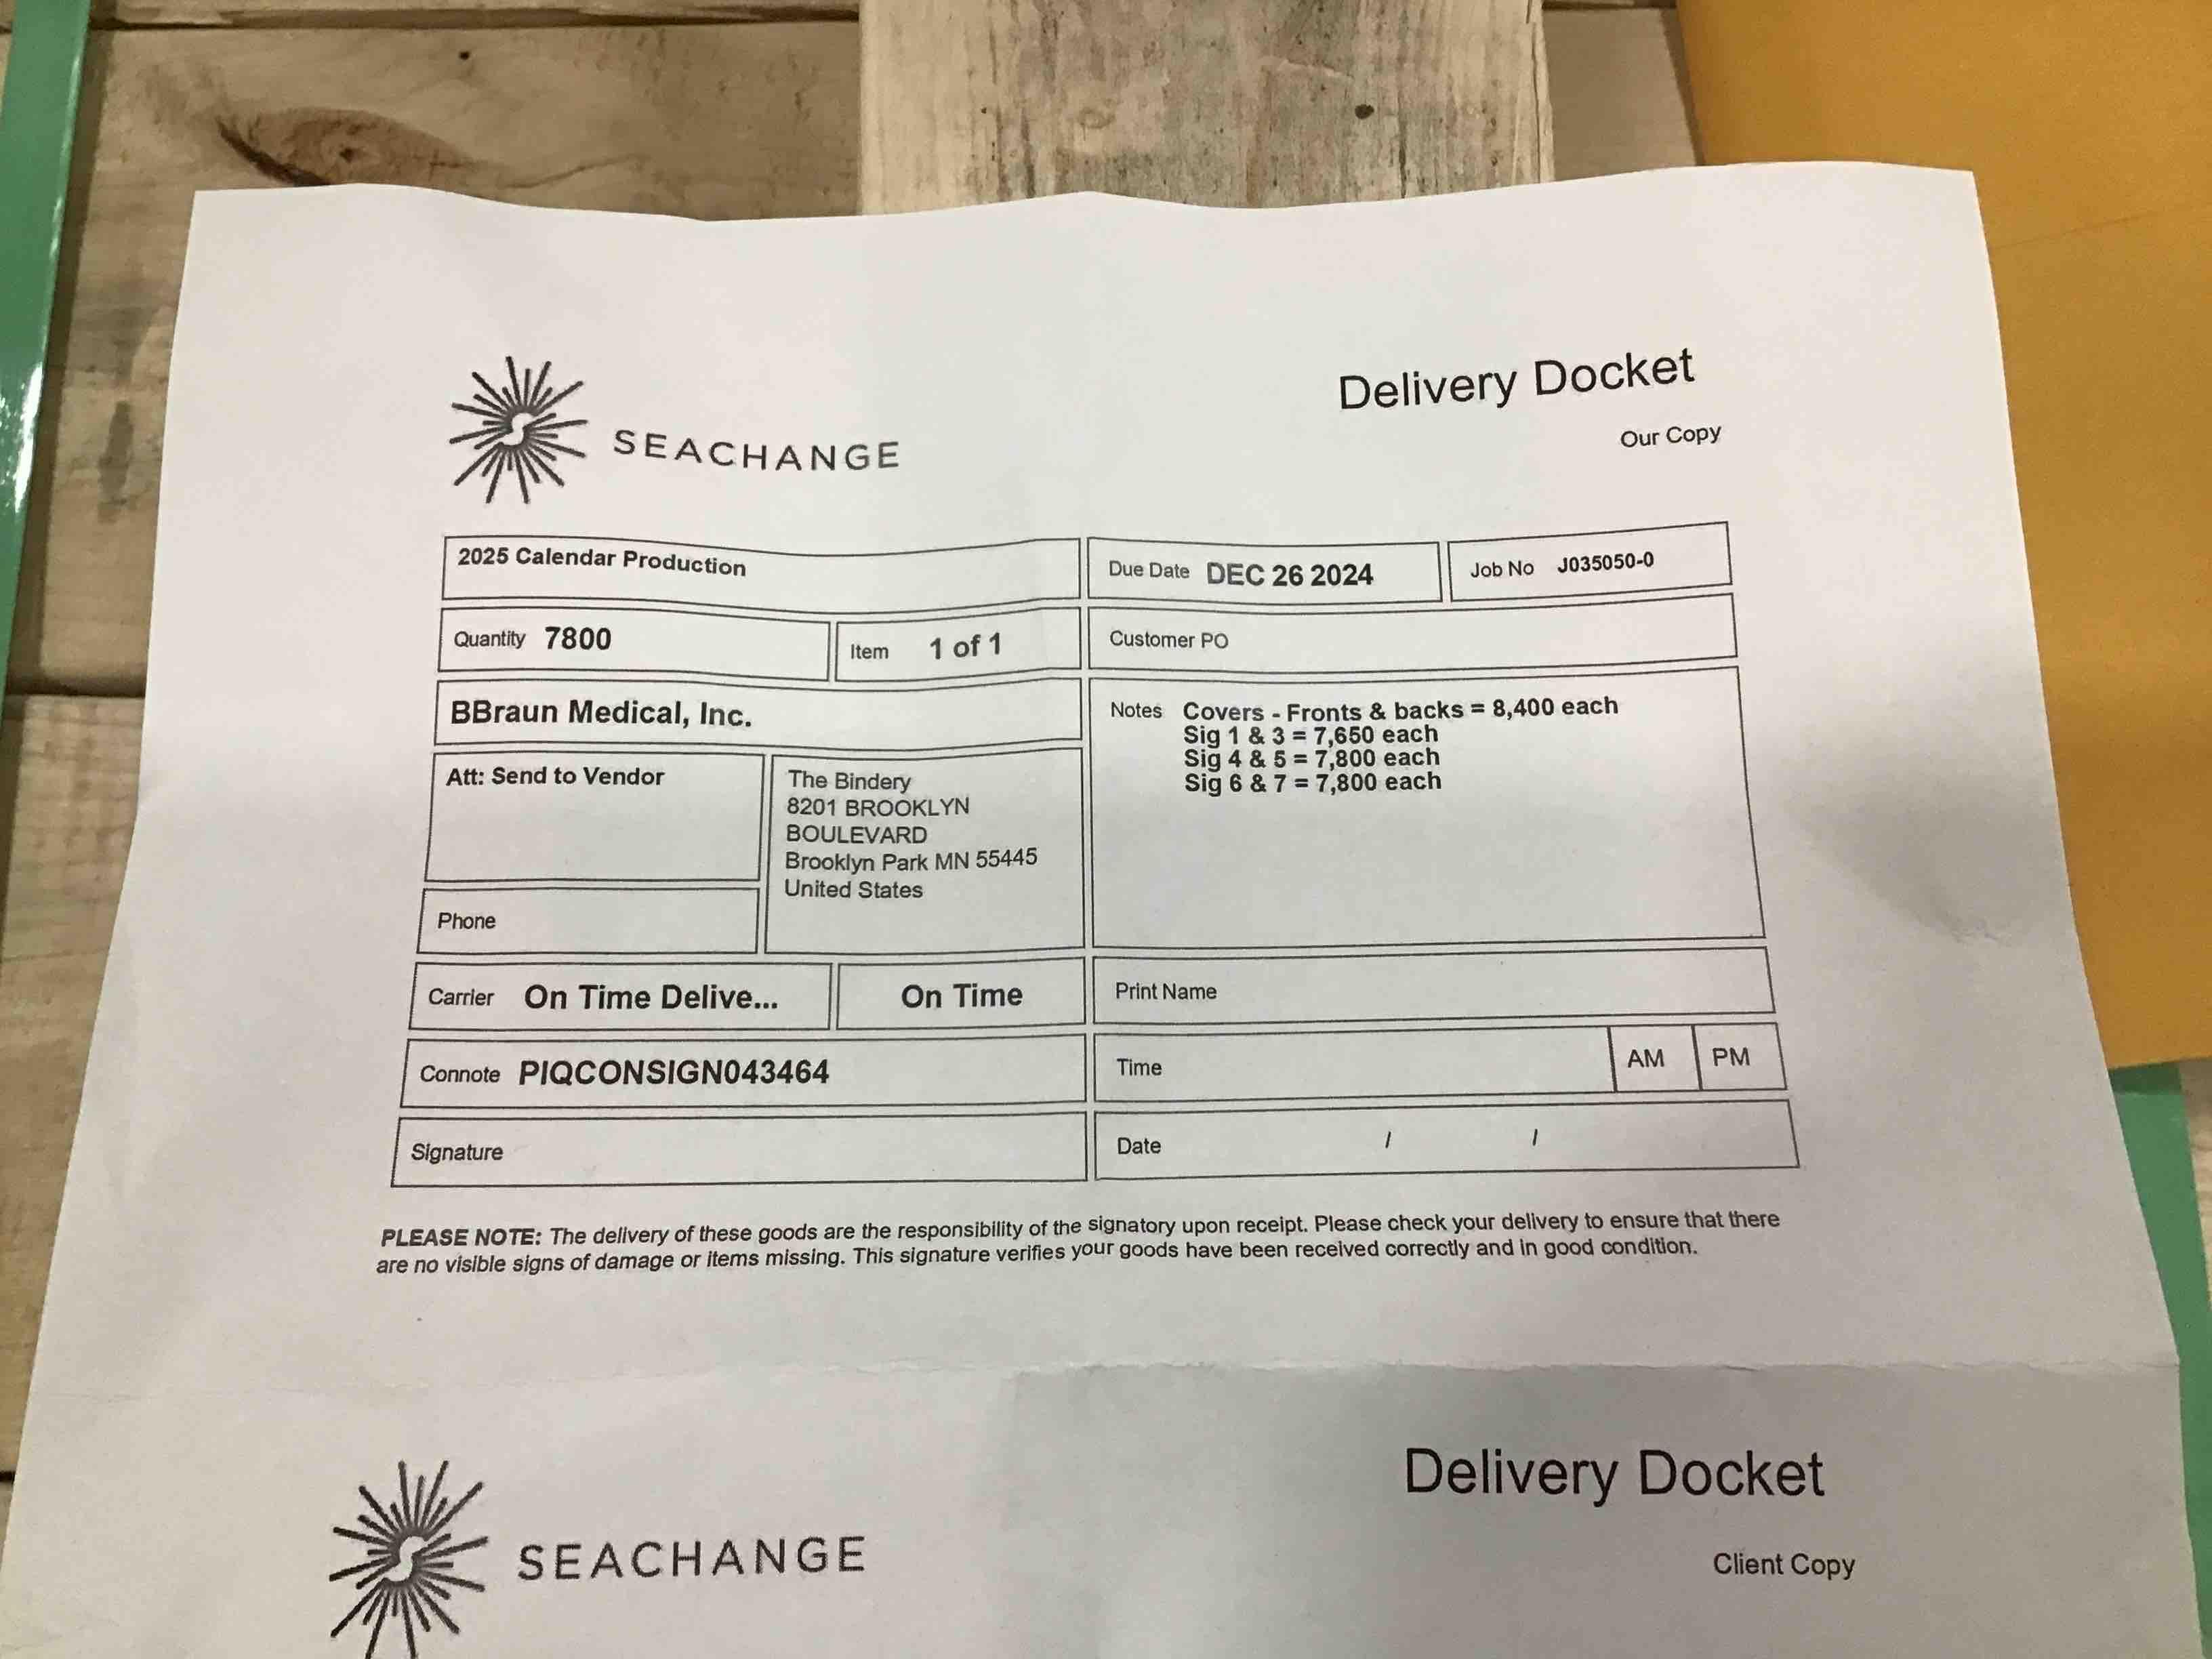 SEACHANGE
Delivery Docket
Our Copy
2025 Calendar Production
Due Date DEC 26 2024
Job No J035050-0
Quantity 7800
Item 1 of 1
Customer PO
BBraun Medical, Inc.
Notes Covers - Fronts & backs = 8,400 each
Sig 1 & 3 = 7,650 each
Sig 4 & 5 = 7,800 each
Sig 6 & 7 = 7,800 each
Att: Send to Vendor
The Bindery
8201 BROOKLYN
BOULEVARD
Brooklyn Park MN 55445
United States
Phone
Carrier On Time Delive...
On Time
Print Name
Connote PIQCONSIGN043464
Time
AM
PM
Signature
Date / /
PLEASE NOTE: The delivery of these goods are the responsibility of the signatory upon receipt. Please check your delivery to ensure that there
are no visible signs of damage or items missing. This signature verifies your goods have been received correctly and in good condition.
SEACHANGE
Delivery Docket
Client Copy